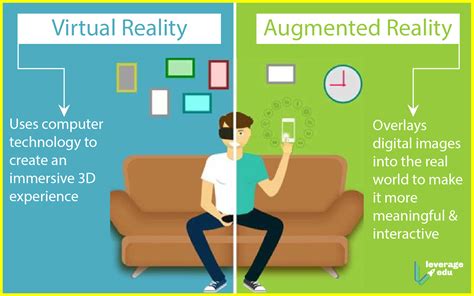 Virtual Reality
Uses computer
technology to
create an
immersive 3D
experience
Augmented Reality
Overlays
digital images
into the real
world to make
it more
meaningful &
interactive
leverage
edu